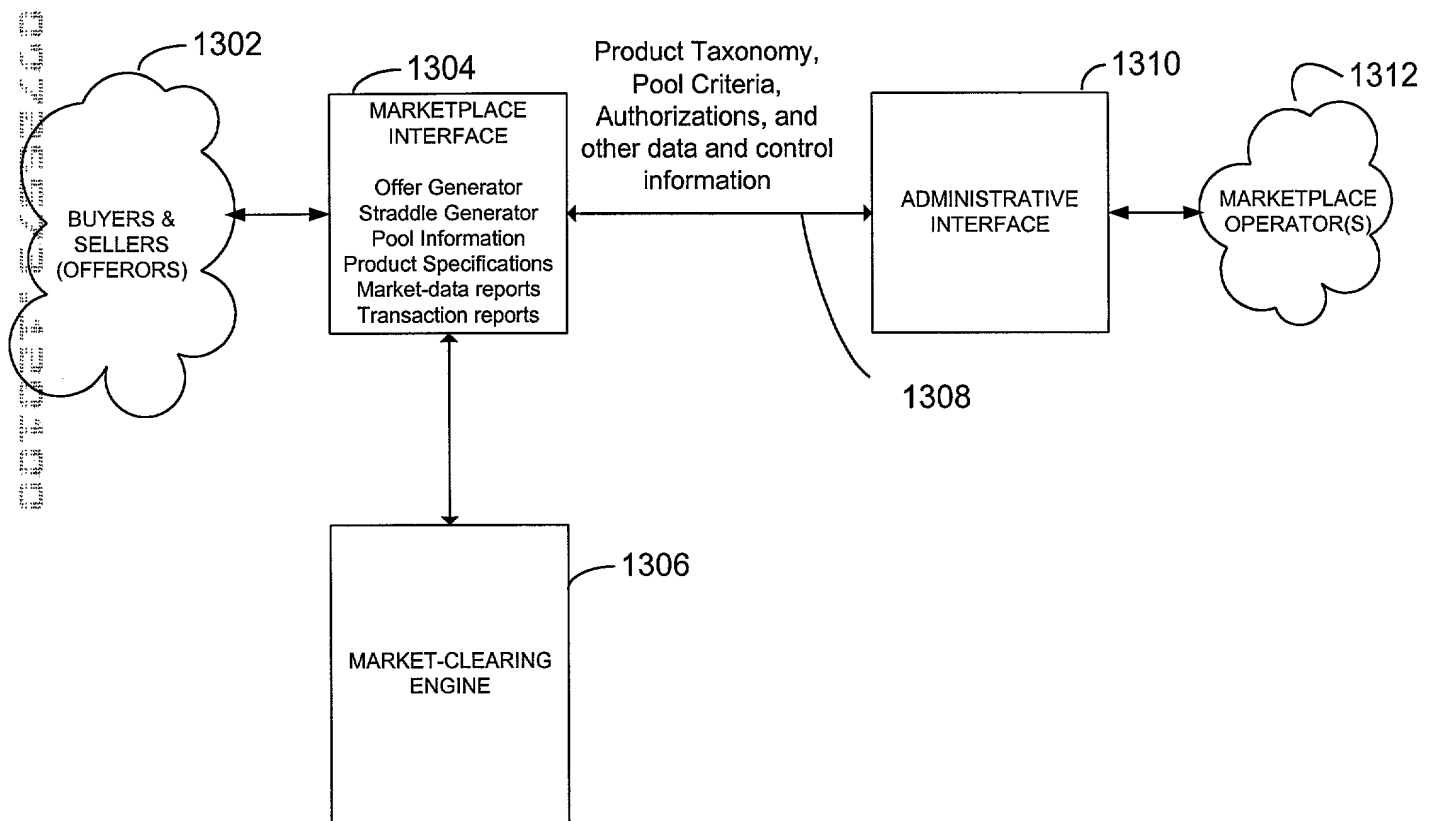 1302
BUYERS &
SELLERS
(OFFERORS)
1304
MARKETPLACE
INTERFACE
Offer Generator
Straddle Generator
Pool Information
Product Specifications
Market-data reports
Transaction reports
Product Taxonomy,
Pool Criteria,
Authorizations, and
other data and control
information
1308
1310
ADMINISTRATIVE
INTERFACE
1312
MARKETPLACE
OPERATOR(S)
1306
MARKET-CLEARING
ENGINE